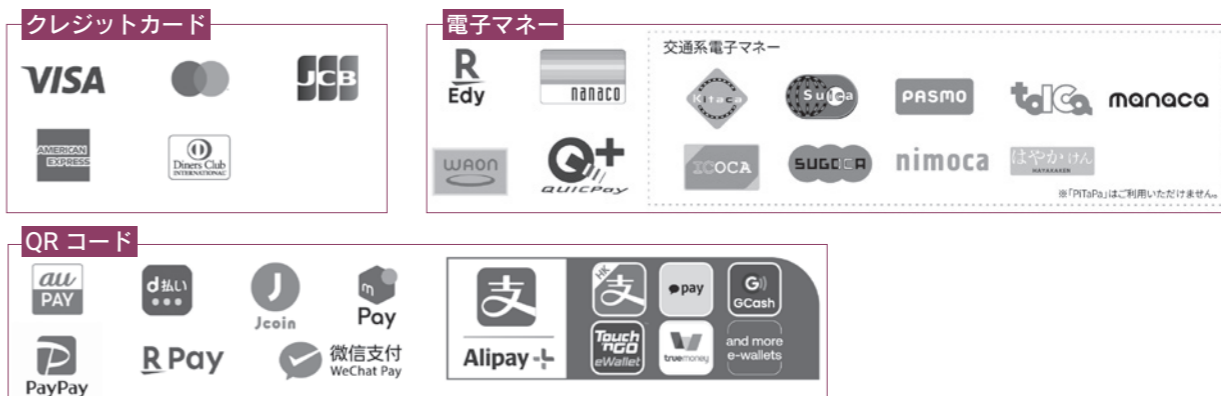 クレジットカード
VISA
JCB
AMERICAN
EXPRESS
Diners Club
INTERNATIONAL
電子マネー
R
Edy
nanaco
WAON
QUICPay
交通系電子マネー
Kitaca
Suica
PASMO
toICa
manaca
ICOCA
SUGOCA
nimoca
はやかけん
HAYAKAKEN
※「PiTaPa」はご利用いただけません。
QR コード
au
PAY
d払い
J
Jcoin
m
Pay
PayPay
R Pay
微信支付
WeChat Pay
支
Alipay+
HK
支
pay
G
GCash
Touch
'nGO
eWallet
truemoney
and more
e-wallets